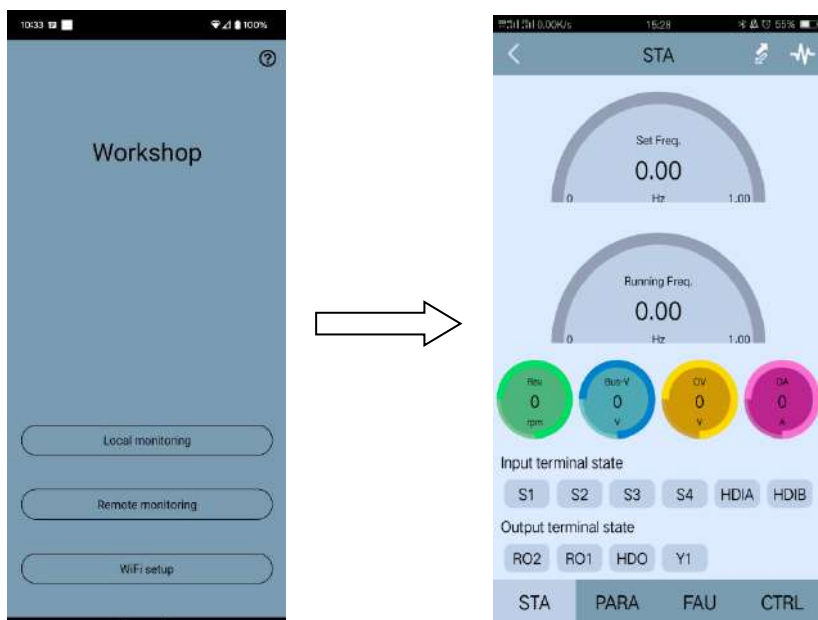 10:33
100%
Workshop
Local monitoring
Remote monitoring
WiFi setup
0.00K/s 15:28 55%
STA
Set Freq.
0.00
0 Hz 1.00
Running Freq.
0.00
0 Hz 1.00
Rev Bus-V OV OA
0 0 0 0
rpm V V A
Input terminal state
S1 S2 S3 S4 HDIA HDIB
Output terminal state
RO2 RO1 HDO Y1
STA PARA FAU CTRL